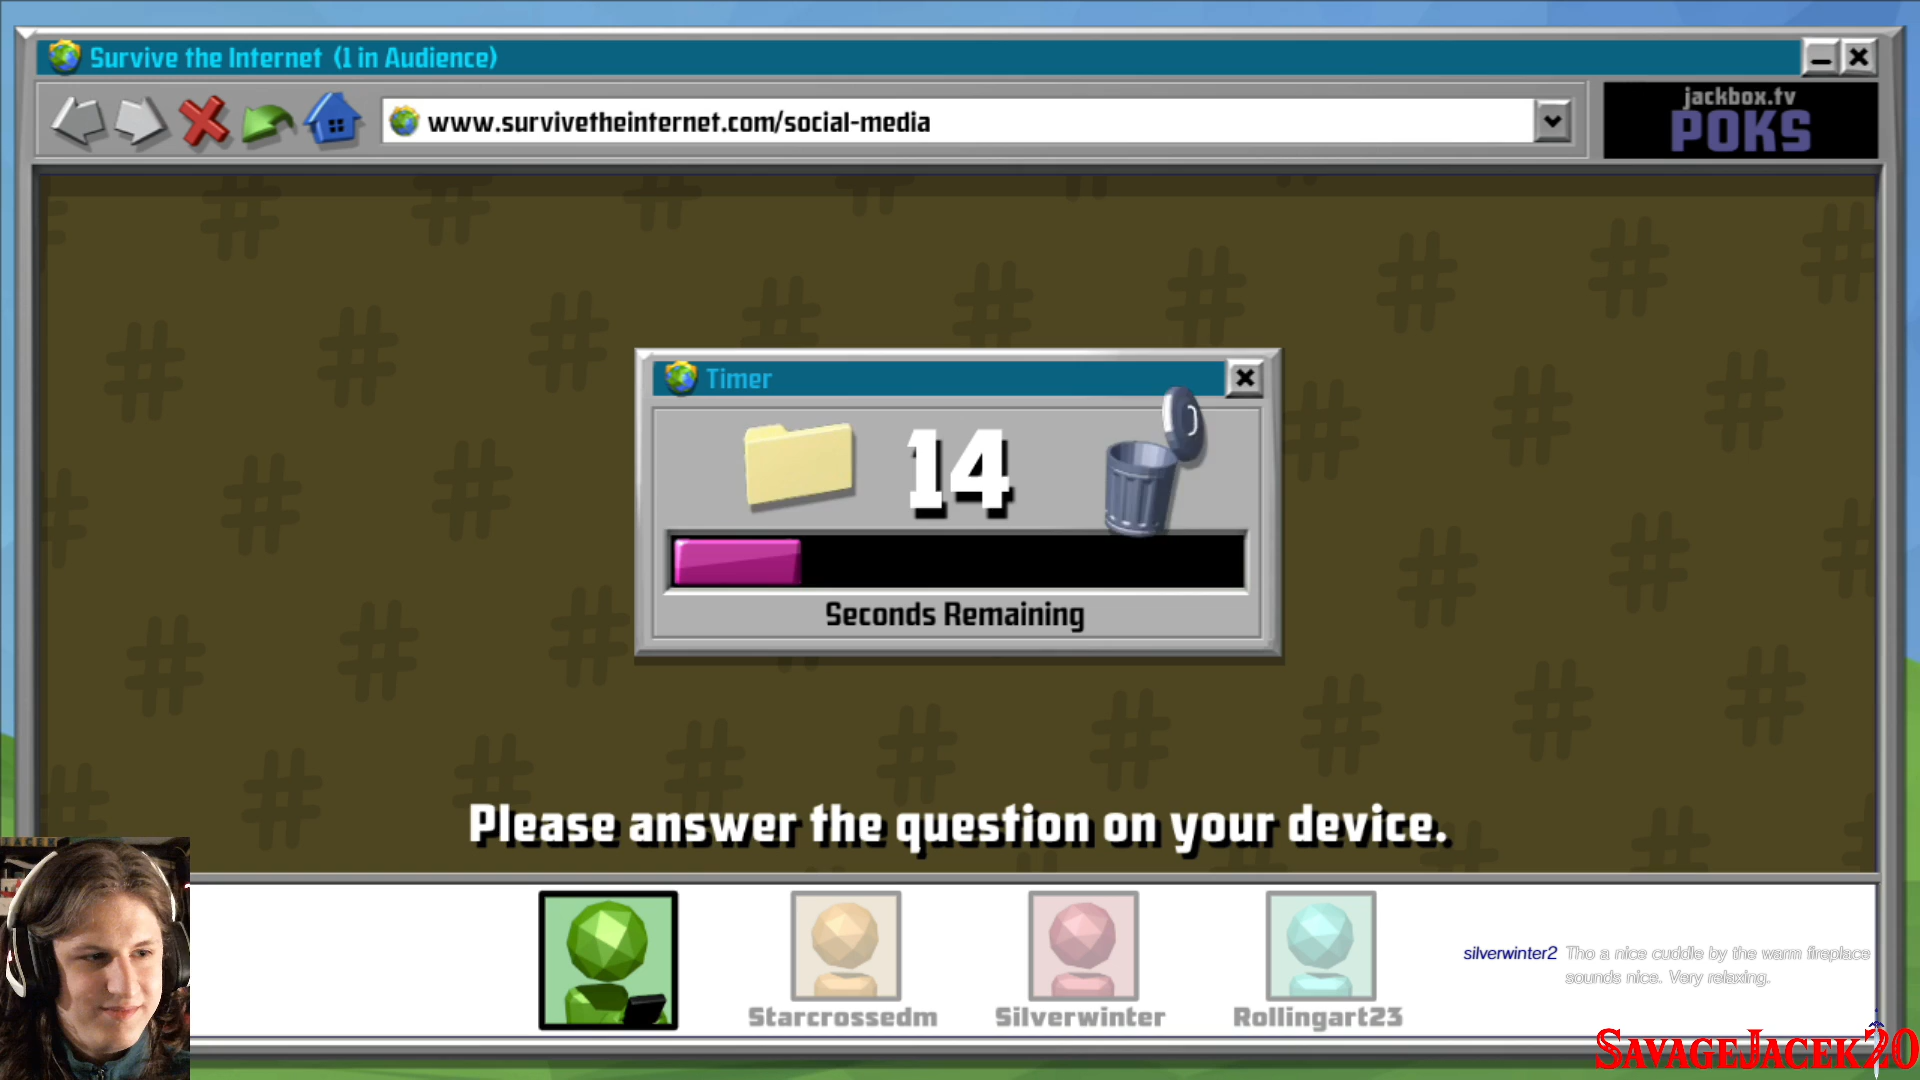 Survive the Internet (1 in Audience)
www.survivetheinternet.com/social-media
jackbox.tv
POKS
Timer
14
Seconds Remaining
Please answer the question on your device.
Starcrossedm
Silverwinter
Rollingart23
silverwinter2 Tho a nice cuddle by the warm fireplace
sounds nice. Very relaxing.
SavageJacek20